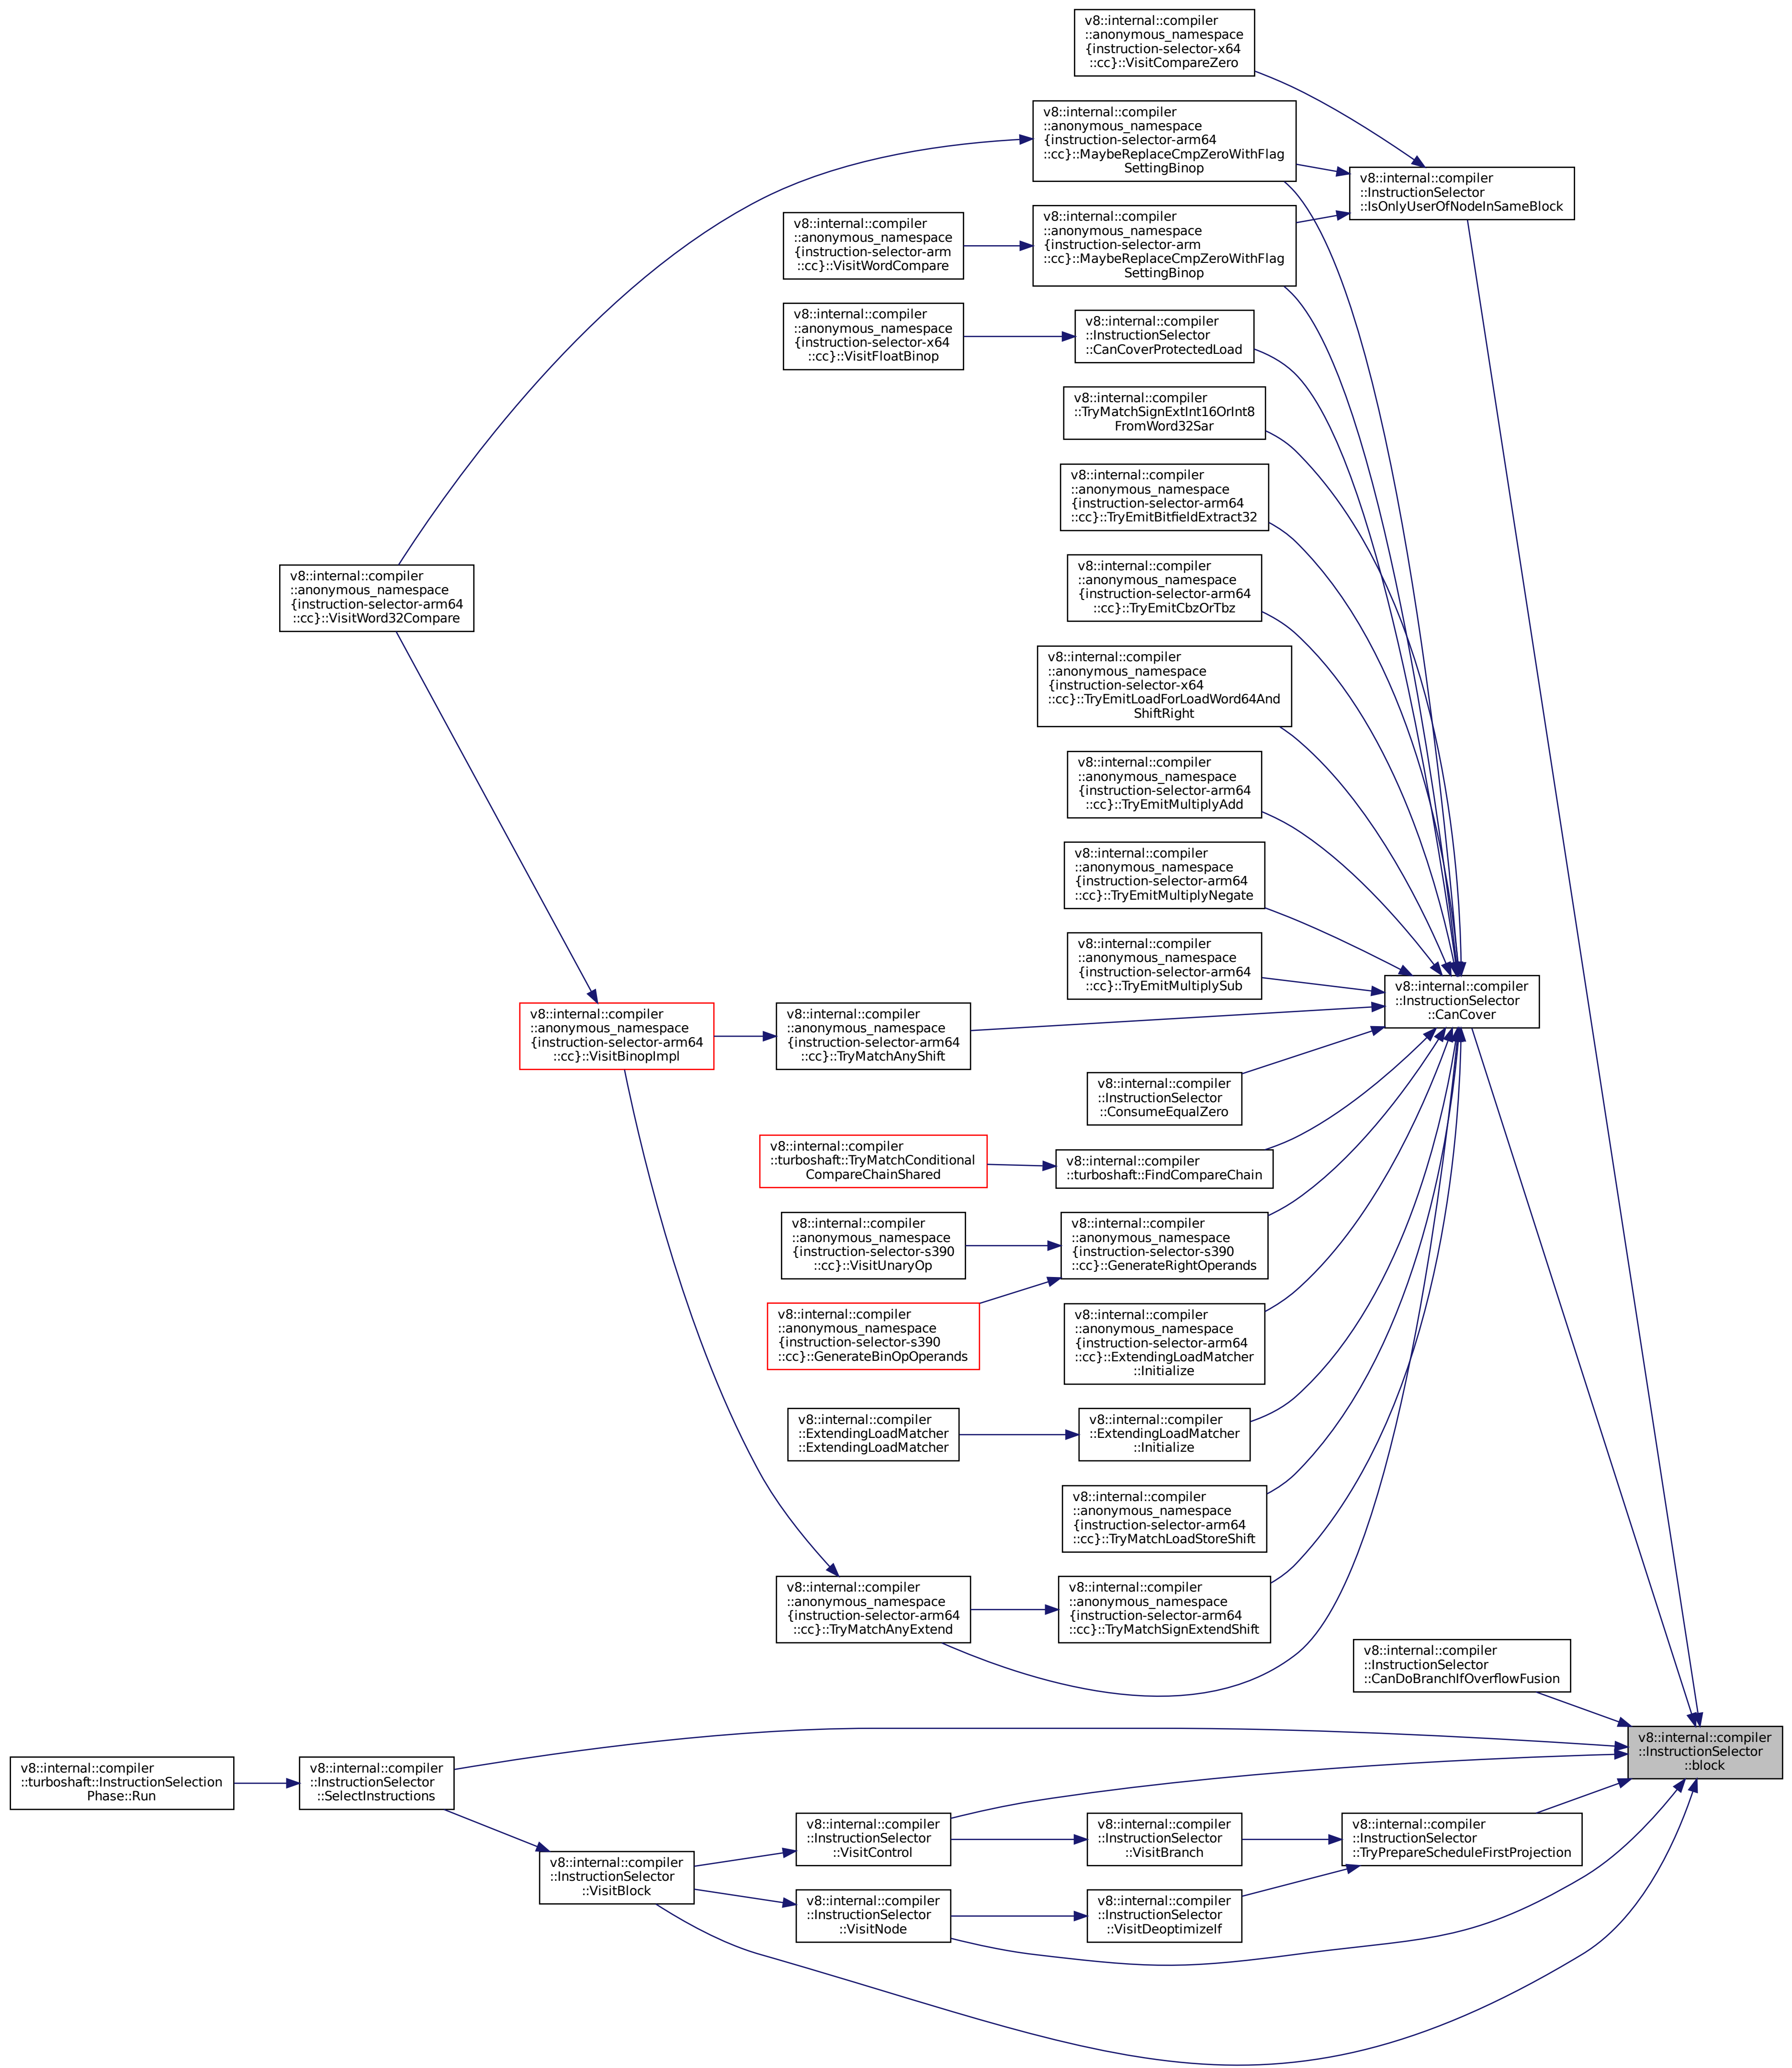 v8::internal::compiler
::anonymous_namespace
{instruction-selector-x64
::cc}::VisitCompareZero
v8::internal::compiler
::anonymous_namespace
{instruction-selector-arm64
::cc}::MaybeReplaceCmpZeroWithFlag
SettingBinop
v8::internal::compiler
::InstructionSelector
::IsOnlyUserOfNodeInSameBlock
v8::internal::compiler
::anonymous_namespace
{instruction-selector-arm
::cc}::VisitWordCompare
v8::internal::compiler
::anonymous_namespace
{instruction-selector-arm
::cc}::MaybeReplaceCmpZeroWithFlag
SettingBinop
v8::internal::compiler
::anonymous_namespace
{instruction-selector-x64
::cc}::VisitFloatBinop
v8::internal::compiler
::InstructionSelector
::CanCoverProtectedLoad
v8::internal::compiler
::TryMatchSignExtInt16OrInt8
FromWord32Sar
v8::internal::compiler
::anonymous_namespace
{instruction-selector-arm64
::cc}::TryEmitBitfieldExtract32
v8::internal::compiler
::anonymous_namespace
{instruction-selector-arm64
::cc}::VisitWord32Compare
v8::internal::compiler
::anonymous_namespace
{instruction-selector-arm64
::cc}::TryEmitCbzOrTbz
v8::internal::compiler
::anonymous_namespace
{instruction-selector-x64
::cc}::TryEmitLoadForLoadWord64And
ShiftRight
v8::internal::compiler
::anonymous_namespace
{instruction-selector-arm64
::cc}::TryEmitMultiplyAdd
v8::internal::compiler
::anonymous_namespace
{instruction-selector-arm64
::cc}::TryEmitMultiplyNegate
v8::internal::compiler
::anonymous_namespace
{instruction-selector-arm64
::cc}::TryEmitMultiplySub
v8::internal::compiler
::InstructionSelector
::CanCover
v8::internal::compiler
::anonymous_namespace
{instruction-selector-arm64
::cc}::VisitBinopImpl
v8::internal::compiler
::anonymous_namespace
{instruction-selector-arm64
::cc}::TryMatchAnyShift
v8::internal::compiler
::InstructionSelector
::ConsumeEqualZero
v8::internal::compiler
::turboshaft::TryMatchConditional
CompareChainShared
v8::internal::compiler
::turboshaft::FindCompareChain
v8::internal::compiler
::anonymous_namespace
{instruction-selector-s390
::cc}::VisitUnaryOp
v8::internal::compiler
::anonymous_namespace
{instruction-selector-s390
::cc}::GenerateRightOperands
v8::internal::compiler
::anonymous_namespace
{instruction-selector-s390
::cc}::GenerateBinOpOperands
v8::internal::compiler
::anonymous_namespace
{instruction-selector-arm64
::cc}::ExtendingLoadMatcher
::Initialize
v8::internal::compiler
::ExtendingLoadMatcher
::ExtendingLoadMatcher
v8::internal::compiler
::ExtendingLoadMatcher
::Initialize
v8::internal::compiler
::anonymous_namespace
{instruction-selector-arm64
::cc}::TryMatchLoadStoreShift
v8::internal::compiler
::anonymous_namespace
{instruction-selector-arm64
::cc}::TryMatchAnyExtend
v8::internal::compiler
::anonymous_namespace
{instruction-selector-arm64
::cc}::TryMatchSignExtendShift
v8::internal::compiler
::InstructionSelector
::CanDoBranchIfOverflowFusion
v8::internal::compiler
::InstructionSelector
::block
v8::internal::compiler
::turboshaft::InstructionSelection
Phase::Run
v8::internal::compiler
::InstructionSelector
::SelectInstructions
v8::internal::compiler
::InstructionSelector
::VisitControl
v8::internal::compiler
::InstructionSelector
::VisitBranch
v8::internal::compiler
::InstructionSelector
::TryPrepareScheduleFirstProjection
v8::internal::compiler
::InstructionSelector
::VisitBlock
v8::internal::compiler
::InstructionSelector
::VisitNode
v8::internal::compiler
::InstructionSelector
::VisitDeoptimizeIf